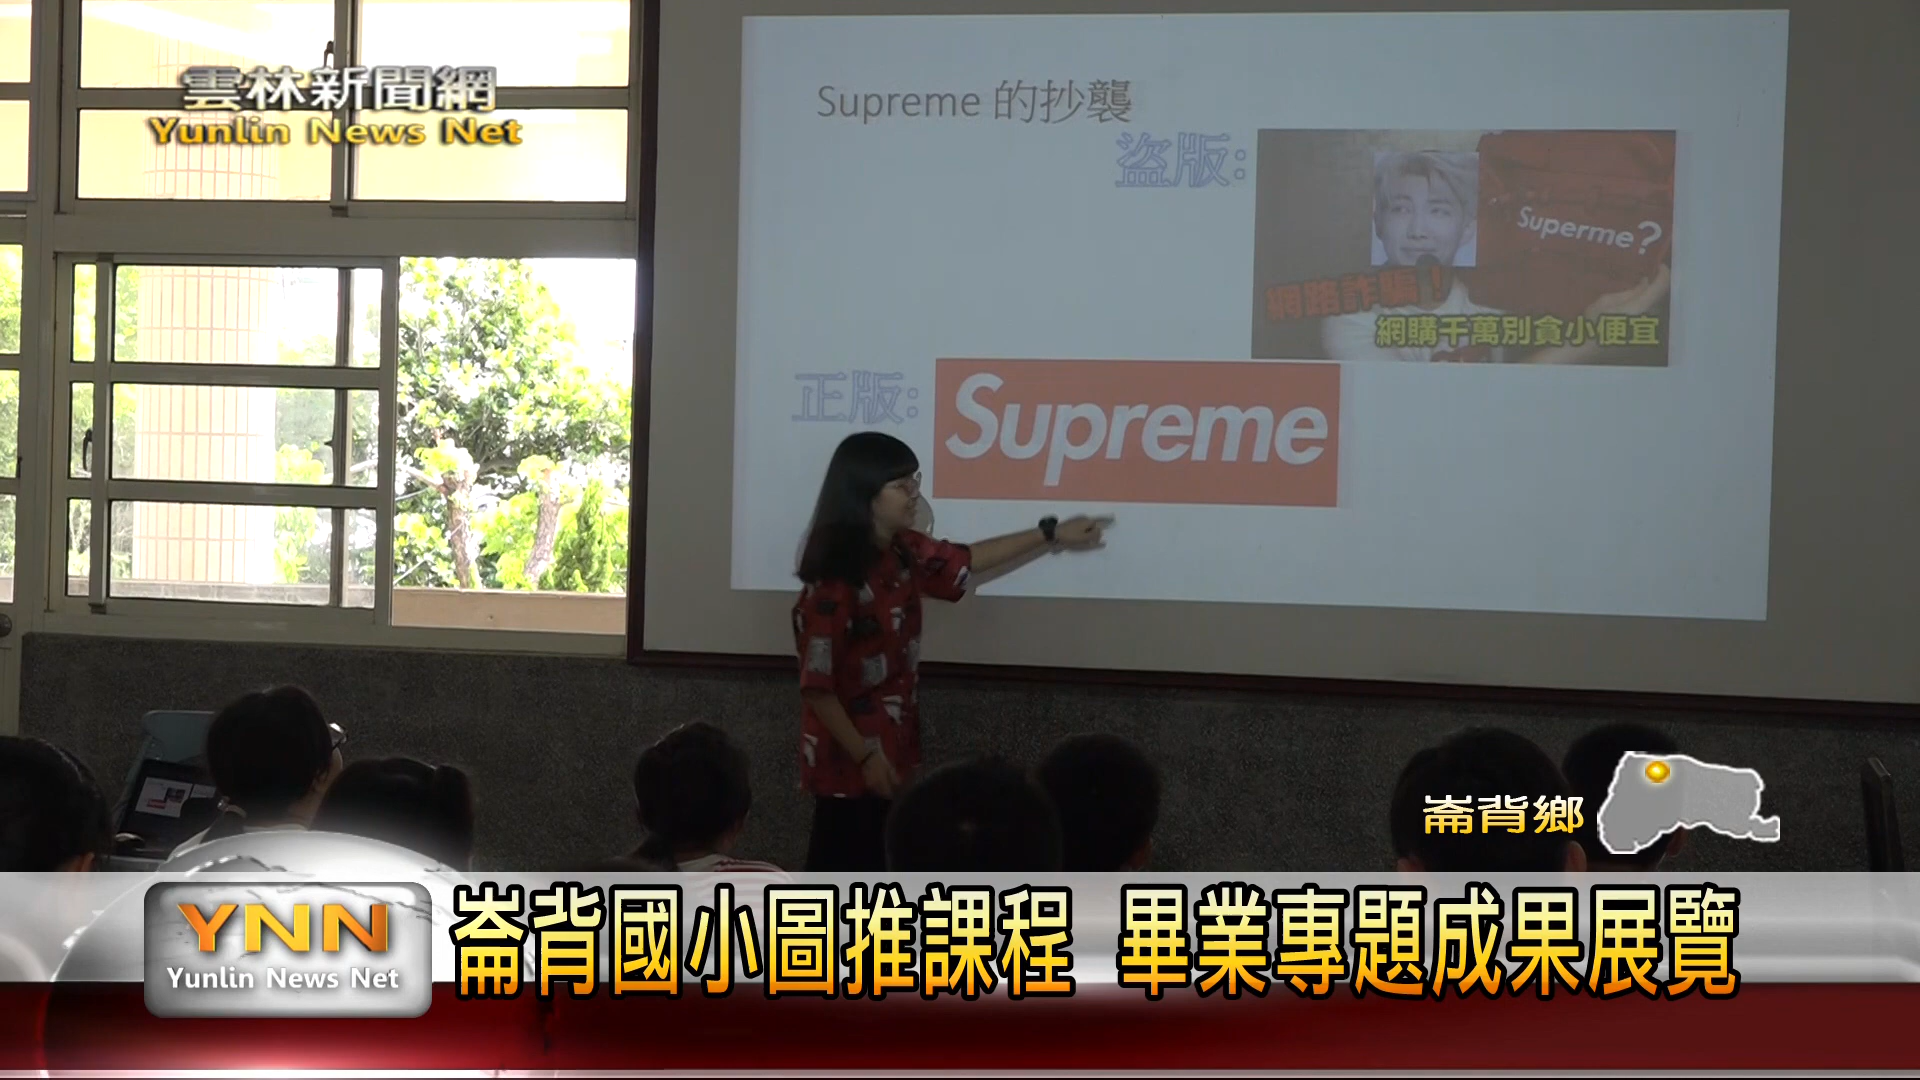 雲林新聞網
Yunlin News Net
Supreme 的抄襲
盜版:
Superme?
網路詐騙!
網購千萬別貪小便宜
正版:
Supreme
崙背鄉
YNN
Yunlin News Net
崙背國小圖推課程 畢業專題成果展覽